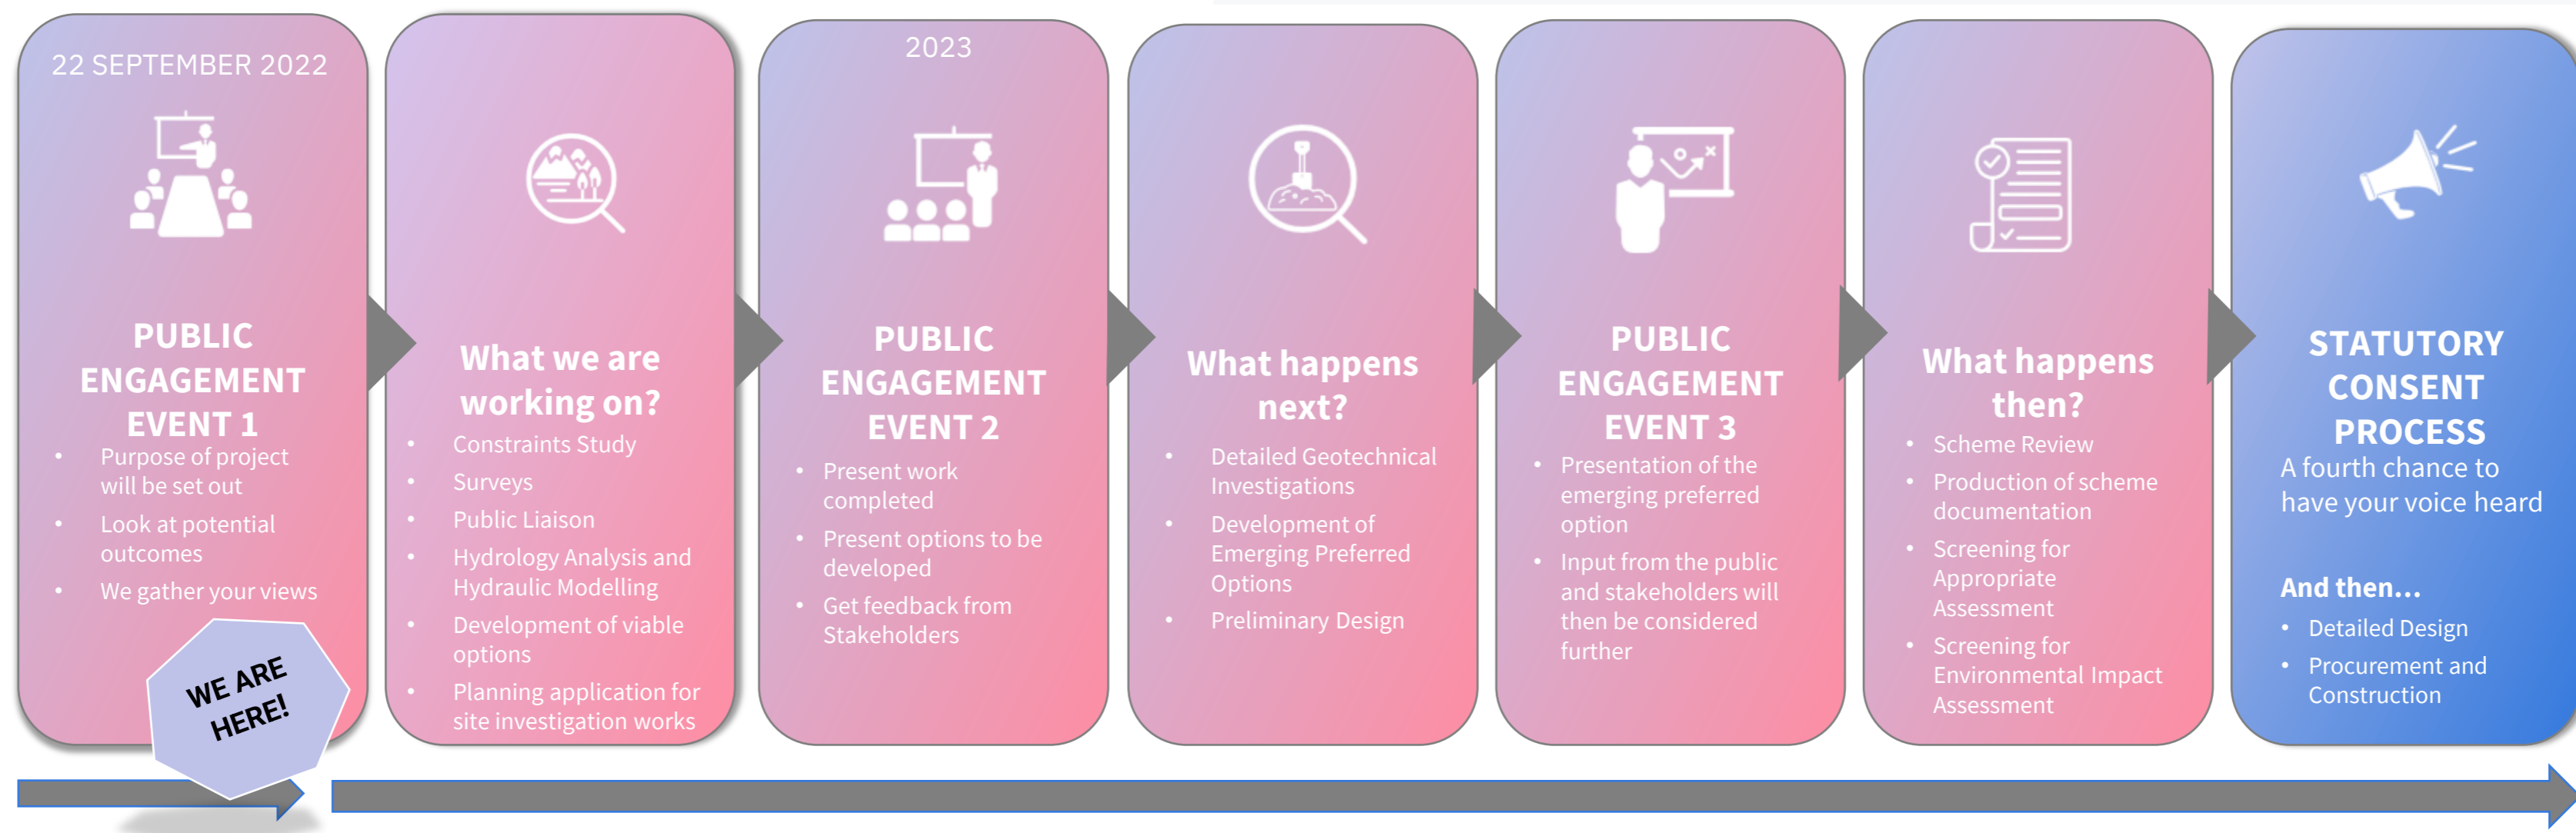 22 SEPTEMBER 2022
PUBLIC
ENGAGEMENT
EVENT 1
• Purpose of project
will be set out
• Look at potential
outcomes
• We gather your views
WE ARE
HERE!
What we are
working on?
• Constraints Study
• Surveys
• Public Liaison
• Hydrology Analysis and
Hydraulic Modelling
• Development of viable
options
• Planning application for
site investigation works
2023
PUBLIC
ENGAGEMENT
EVENT 2
• Present work
completed
• Present options to be
developed
• Get feedback from
Stakeholders
What happens
next?
• Detailed Geotechnical
Investigations
• Development of
Emerging Preferred
Options
• Preliminary Design
PUBLIC
ENGAGEMENT
EVENT 3
• Presentation of the
emerging preferred
option
• Input from the public
and stakeholders will
then be considered
further
What happens
then?
• Scheme Review
• Production of scheme
documentation
• Screening for
Appropriate
Assessment
• Screening for
Environmental Impact
Assessment
STATUTORY
CONSENT
PROCESS
A fourth chance to
have your voice heard
And then...
• Detailed Design
• Procurement and
Construction